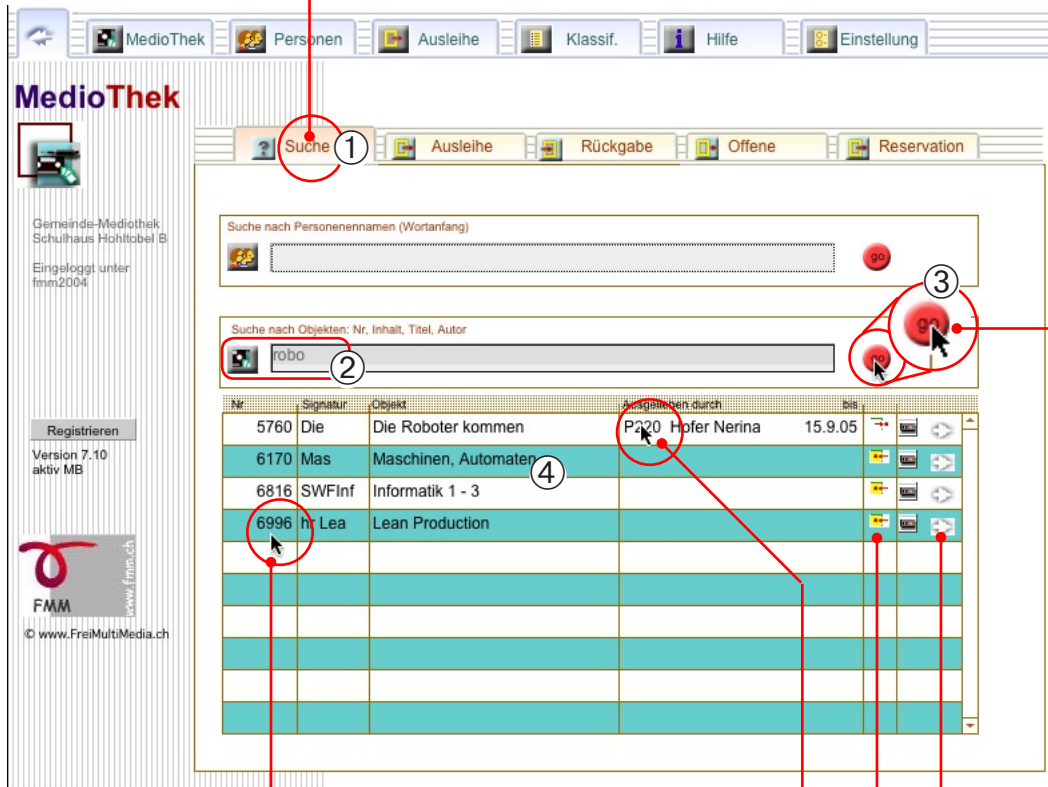 MedioThek Personen Ausleihe Klassif. Hilfe Einstellung
MedioThek
? Suche 1 Ausleihe Rückgabe Offene Reservation
Gemeinde-Mediothek
Schulhaus Hohltobel B
Eingeloggt unter
fmm2004
Suche nach Personenennamen (Wortanfang)
go
3
go
Suche nach Objekten: Nr, Inhalt, Titel, Autor
robo 2 go
Nr Signatur Objekt Ausgeliehen durch bis
5760 Die Die Roboter kommen P220 Hofer Nerina 15.9.05
6170 Mas Maschinen, Automaten 4
6816 SWFInf Informatik 1 - 3
6996 hr Lea Lean Production
Registrieren
Version 7.10
aktiv MB
www.fmm.ch
FMM
© www.FreiMultiMedia.ch